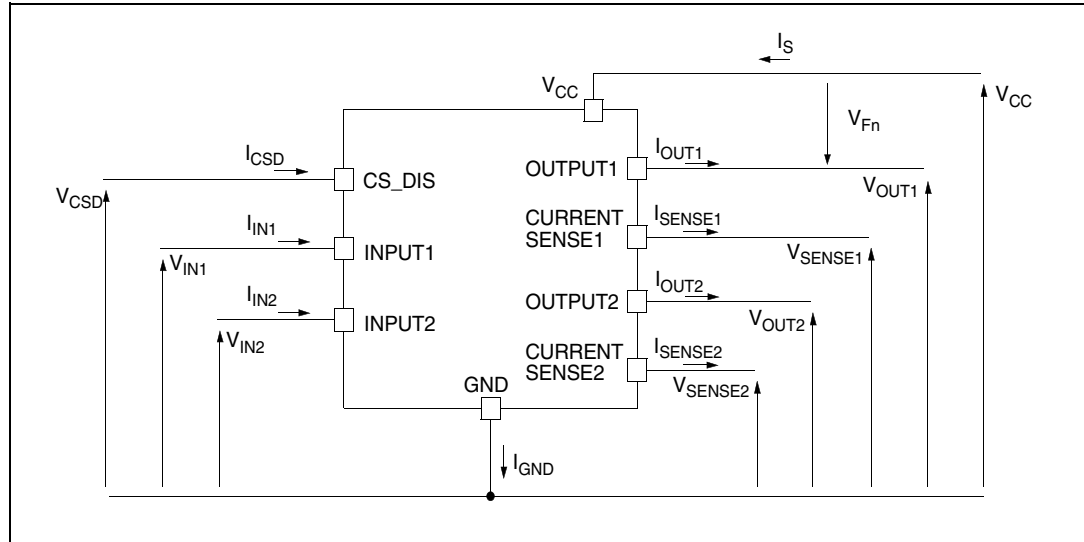 I_S
V_CC
V_CC
V_Fn
I_CSD
I_OUT1
CS_DIS
OUTPUT1
V_CSD
V_OUT1
I_IN1
CURRENT
SENSE1
I_SENSE1
INPUT1
V_IN1
V_SENSE1
I_IN2
OUTPUT2
I_OUT2
INPUT2
V_IN2
V_OUT2
CURRENT
SENSE2
I_SENSE2
V_SENSE2
GND
I_GND